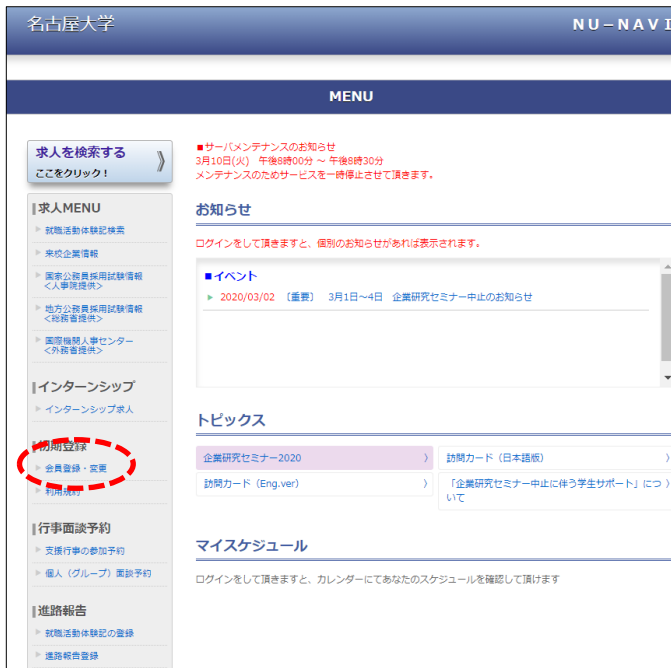 名古屋大学
NU-NAVI
MENU
求人を検索する
ここをクリック！
■サーバメンテナンスのお知らせ
3月10日(火) 午後8時00分 ～ 午後8時30分
メンテナンスのためサービスを一時停止させて頂きます。
求人MENU
就職活動体験記検索
来校企業情報
国家公務員採用試験情報
<人事院提供>
地方公務員採用試験情報
<総務省提供>
国際機関人事センター
<外務省提供>
インターンシップ
インターンシップ求人
初期登録
会員登録・変更
利用規約
行事面談予約
支援行事の参加予約
個人（グループ）面談予約
進路報告
就職活動体験記の登録
進路報告登録
お知らせ
ログインをして頂きますと、個別のお知らせがあれば表示されます。
■イベント
2020/03/02 〔重要〕 3月1日～4日 企業研究セミナー中止のお知らせ
トピックス
企業研究セミナー2020
訪問カード（日本語版）
訪問カード（Eng.ver）
「企業研究セミナー中止に伴う学生サポート」につ
いて
マイスケジュール
ログインをして頂きますと、カレンダーにてあなたのスケジュールを確認して頂けます